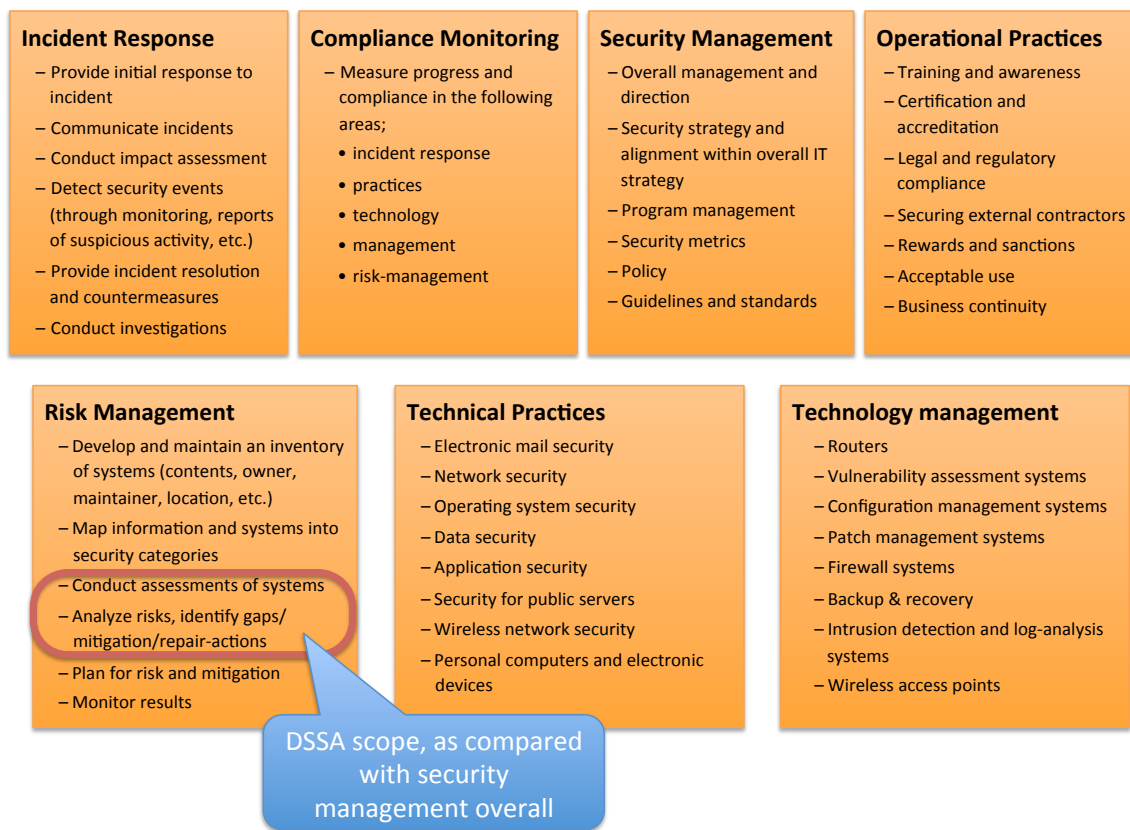 Incident Response
– Provide initial response to
incident
– Communicate incidents
– Conduct impact assessment
– Detect security events
(through monitoring, reports
of suspicious activity, etc.)
– Provide incident resolution
and countermeasures
– Conduct investigations
Compliance Monitoring
– Measure progress and
compliance in the following
areas;
• incident response
• practices
• technology
• management
• risk-management
Security Management
– Overall management and
direction
– Security strategy and
alignment within overall IT
strategy
– Program management
– Security metrics
– Policy
– Guidelines and standards
Operational Practices
– Training and awareness
– Certification and
accreditation
– Legal and regulatory
compliance
– Securing external contractors
– Rewards and sanctions
– Acceptable use
– Business continuity
Risk Management
– Develop and maintain an inventory
of systems (contents, owner,
maintainer, location, etc.)
– Map information and systems into
security categories
– Conduct assessments of systems
– Analyze risks, identify gaps/
mitigation/repair-actions
– Plan for risk and mitigation
– Monitor results
Technical Practices
– Electronic mail security
– Network security
– Operating system security
– Data security
– Application security
– Security for public servers
– Wireless network security
– Personal computers and electronic
devices
Technology management
– Routers
– Vulnerability assessment systems
– Configuration management systems
– Patch management systems
– Firewall systems
– Backup & recovery
– Intrusion detection and log-analysis
systems
– Wireless access points
DSSA scope, as compared
with security
management overall